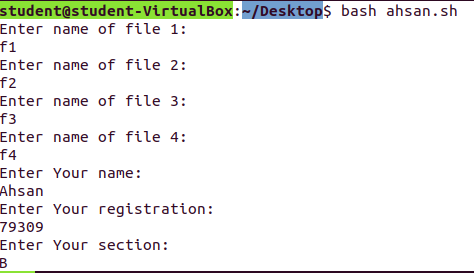 student@student-VirtualBox:~/Desktop$ bash ahsan.sh
Enter name of file 1:
f1
Enter name of file 2:
f2
Enter name of file 3:
f3
Enter name of file 4:
f4
Enter Your name:
Ahsan
Enter Your registration:
79309
Enter Your section:
B